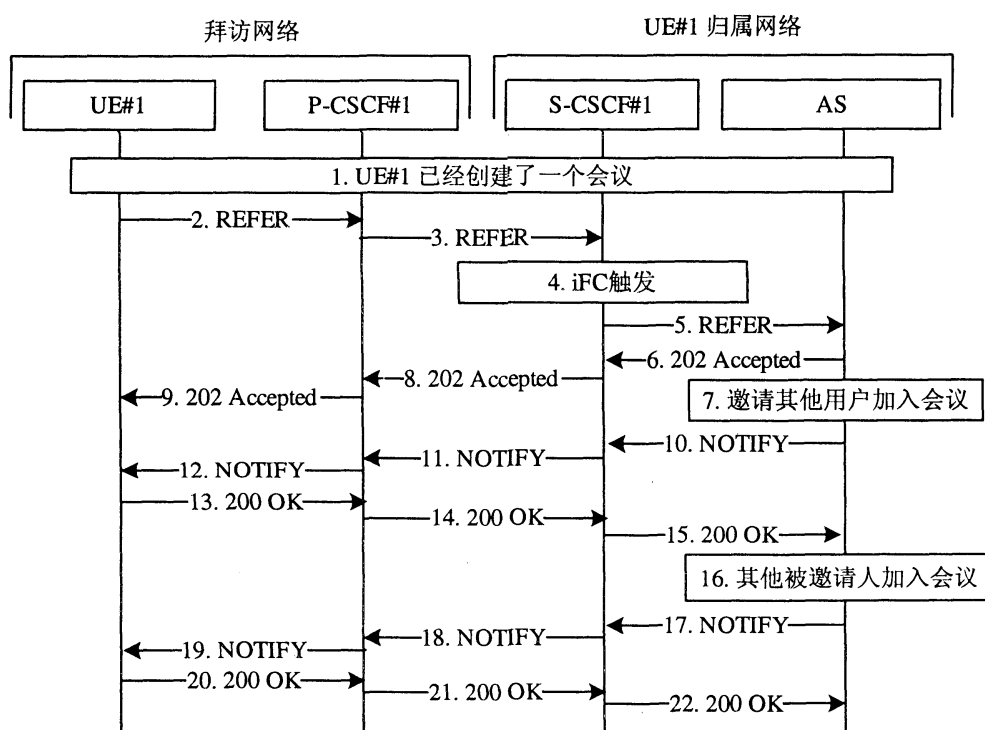 拜访网络
UE#1 归属网络
UE#1
P-CSCF#1
S-CSCF#1
AS
1. UE#1 已经创建了一个会议
2. REFER
3. REFER
4. iFC触发
5. REFER
6. 202 Accepted
8. 202 Accepted
9. 202 Accepted
7. 邀请其他用户加入会议
10. NOTIFY
11. NOTIFY
12. NOTIFY
13. 200 OK
14. 200 OK
15. 200 OK
16. 其他被邀请人加入会议
17. NOTIFY
18. NOTIFY
19. NOTIFY
20. 200 OK
21. 200 OK
22. 200 OK